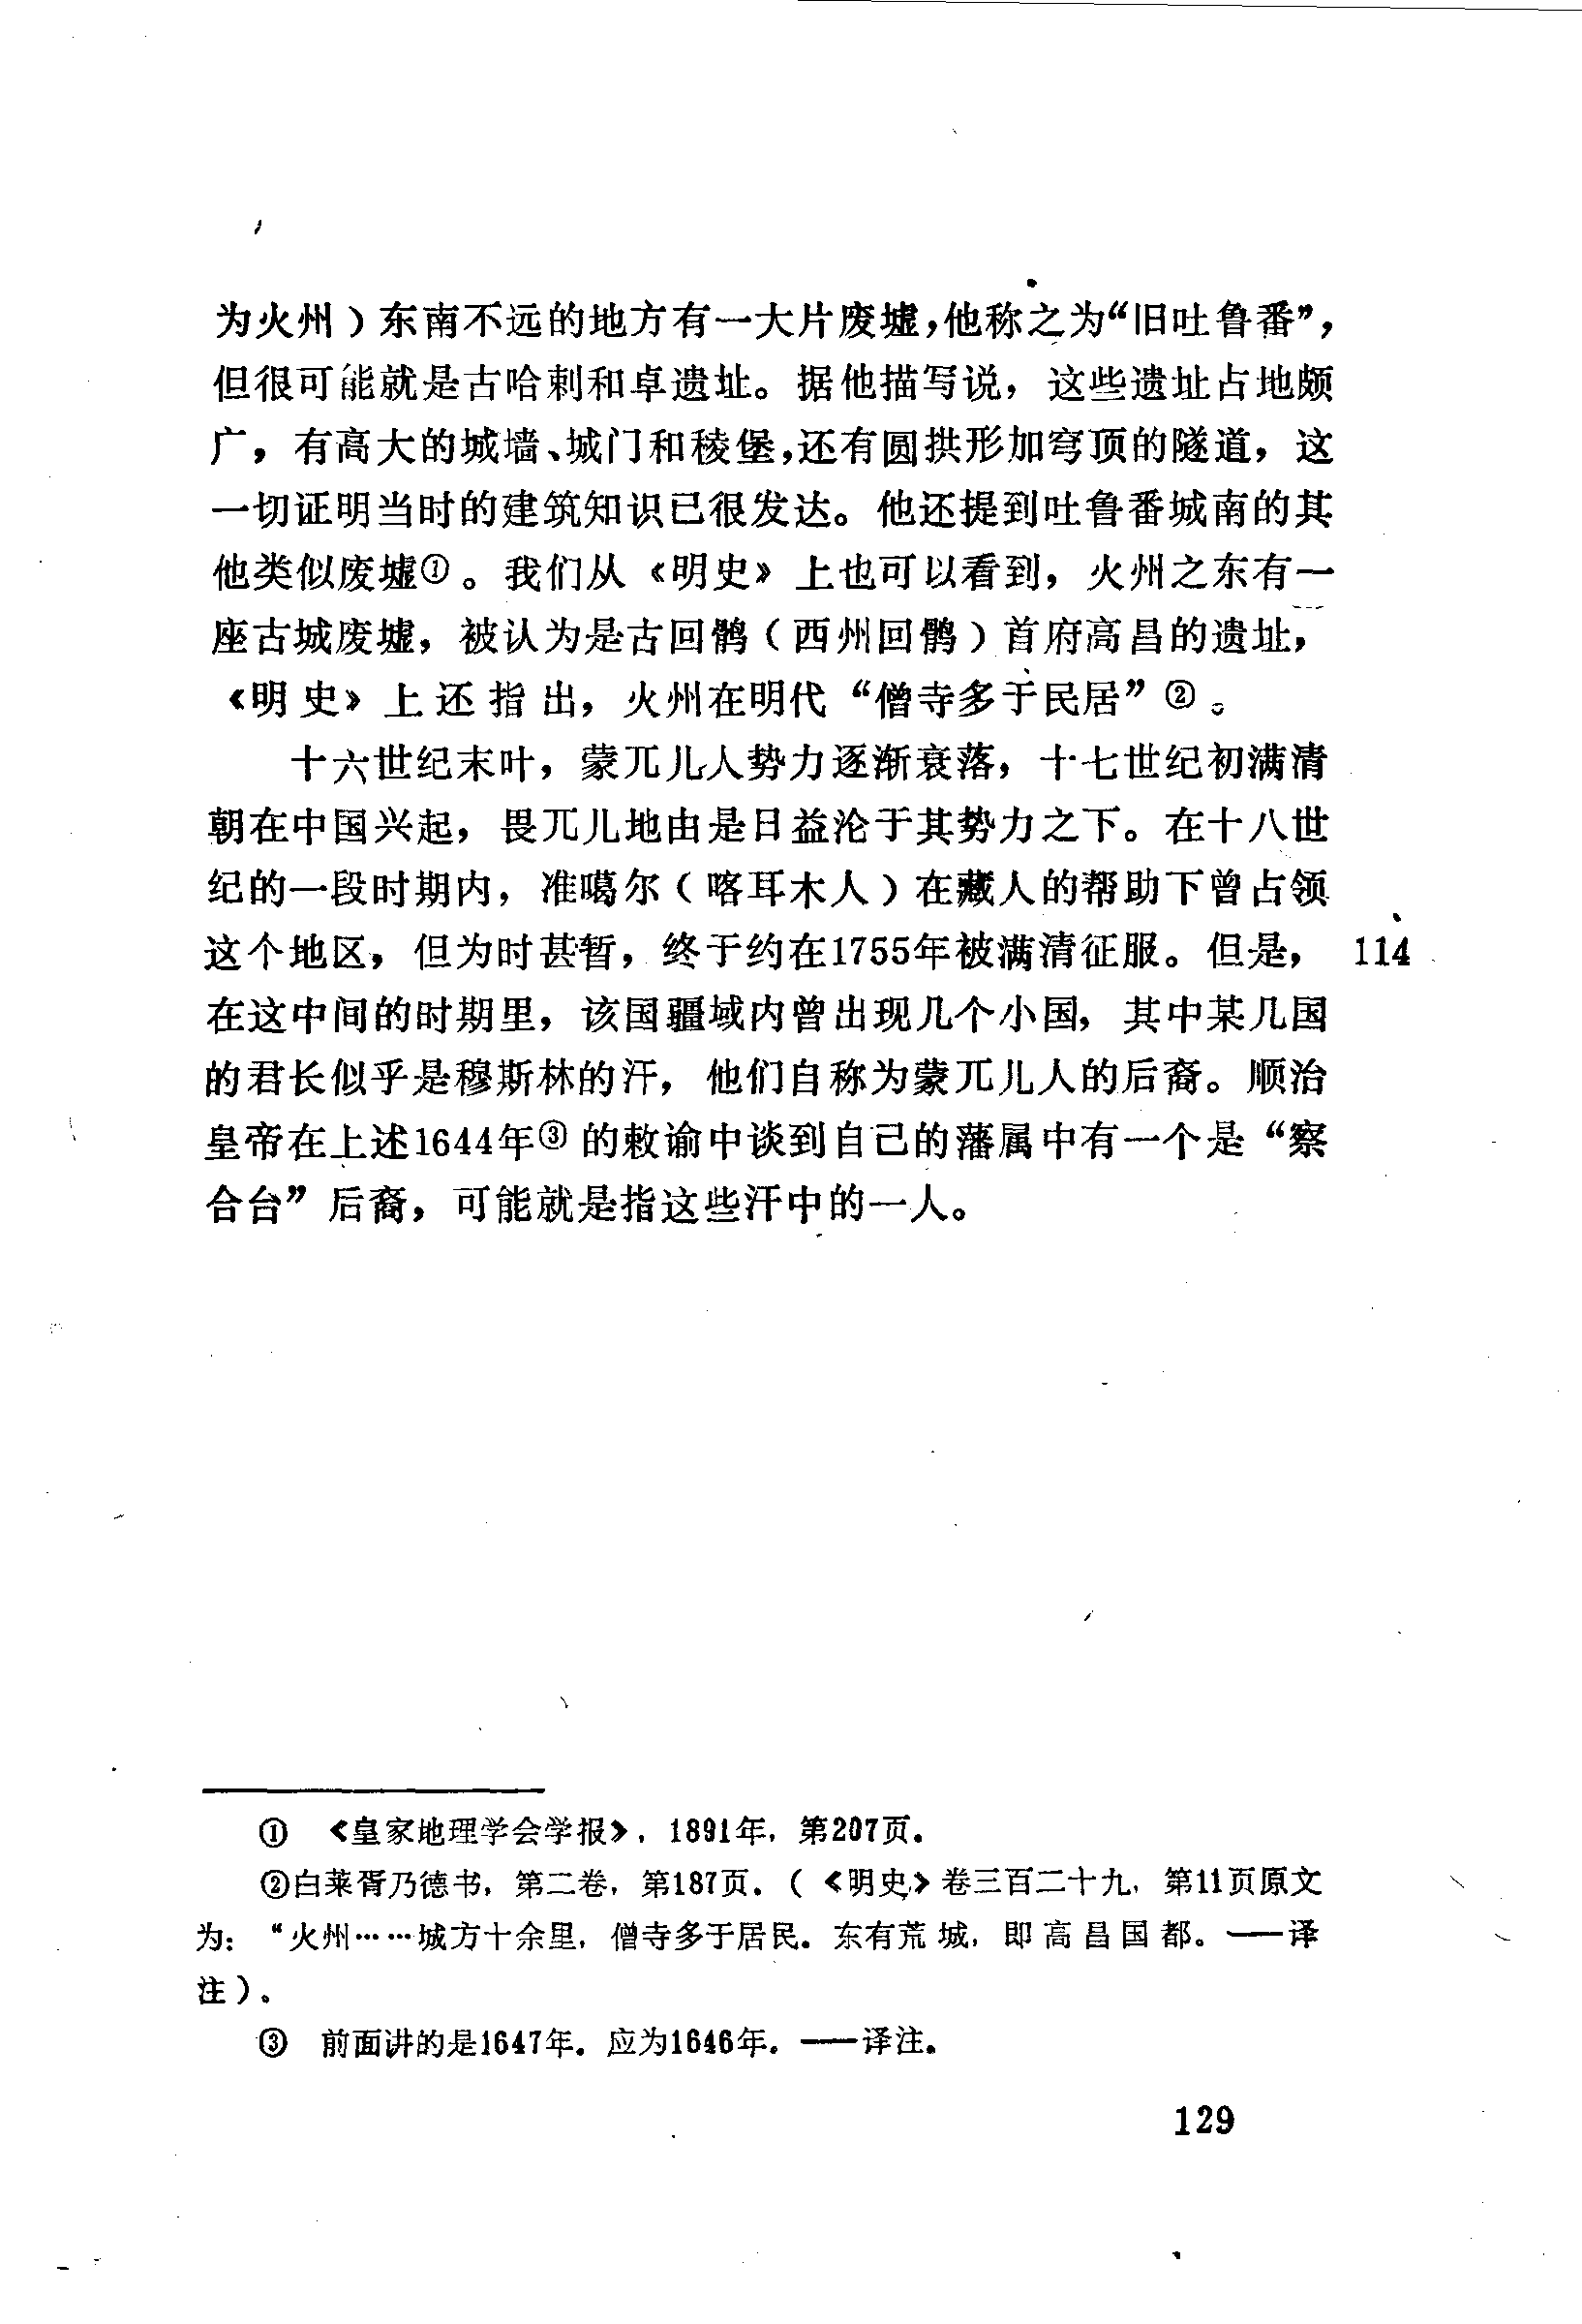 为火州）东南不远的地方有一大片废墟，他称之为“旧吐鲁番”，
但很可能就是古哈剌和卓遗址。据他描写说，这些遗址占地颇
广，有高大的城墙、城门和稜堡，还有圆拱形加穹顶的隧道，这
一切证明当时的建筑知识已很发达。他还提到吐鲁番城南的其
他类似废墟①。我们从《明史》上也可以看到，火州之东有一
座古城废墟，被认为是古回鹘（西州回鹘）首府高昌的遗址，
《明史》上还指出，火州在明代“僧寺多于民居”②。
十六世纪末叶，蒙兀儿人势力逐渐衰落，十七世纪初满清
朝在中国兴起，畏兀儿地由是日益沦于其势力之下。在十八世
纪的一段时期内，准噶尔（喀耳木人）在藏人的帮助下曾占领
这个地区，但为时甚暂，终于约在1755年被满清征服。但是， 114
在这中间的时期里，该国疆域内曾出现几个小国，其中某几国
的君长似乎是穆斯林的汗，他们自称为蒙兀儿人的后裔。顺治
皇帝在上述1644年③的敕谕中谈到自己的藩属中有一个是“察
合台”后裔，可能就是指这些汗中的一人。
① 《皇家地理学会学报》，1891年，第207页。
②白莱胥乃德书，第二卷，第187页。（《明史》卷三百二十九，第11页原文
为：“火州……城方十余里，僧寺多于居民。东有荒城，即高昌国都。——译
注）。
③ 前面讲的是1647年。应为1646年。——译注。
129